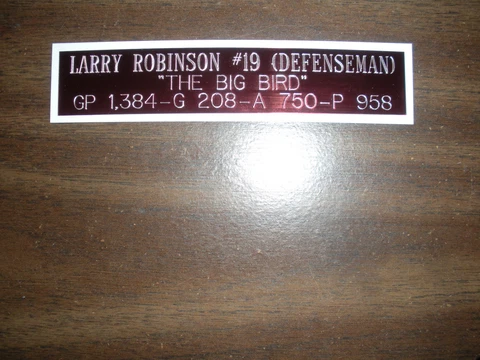 LARRY ROBINSON #19 (DEFENSEMAN)
"THE BIG BIRD"
GP 1,384-G 208-A 750-P 958